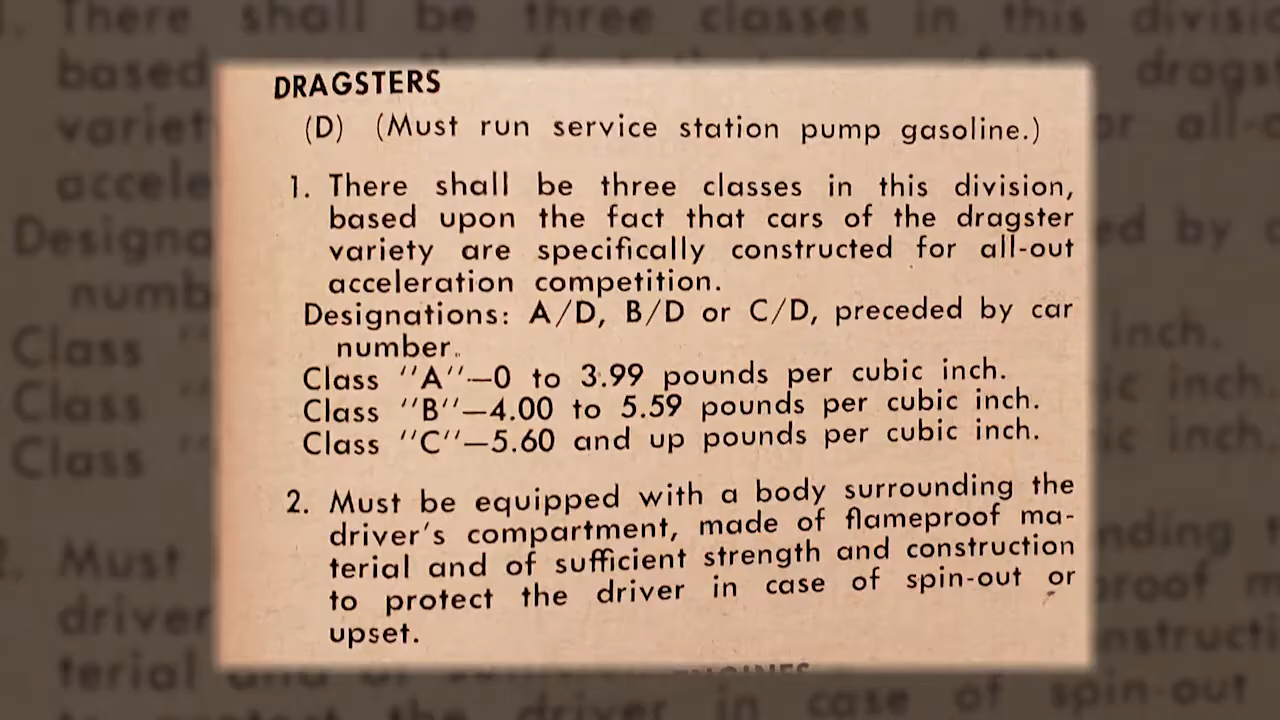 DRAGSTERS
(D) (Must run service station pump gasoline.)
1. There shall be three classes in this division,
based upon the fact that cars of the dragster
variety are specifically constructed for all-out
acceleration competition.
Designations: A/D, B/D or C/D, preceded by car
number.
Class "A"—0 to 3.99 pounds per cubic inch.
Class "B"—4.00 to 5.59 pounds per cubic inch.
Class "C"—5.60 and up pounds per cubic inch.
2. Must be equipped with a body surrounding the
driver's compartment, made of flameproof ma-
terial and of sufficient strength and construction
to protect the driver in case of spin-out or
upset.